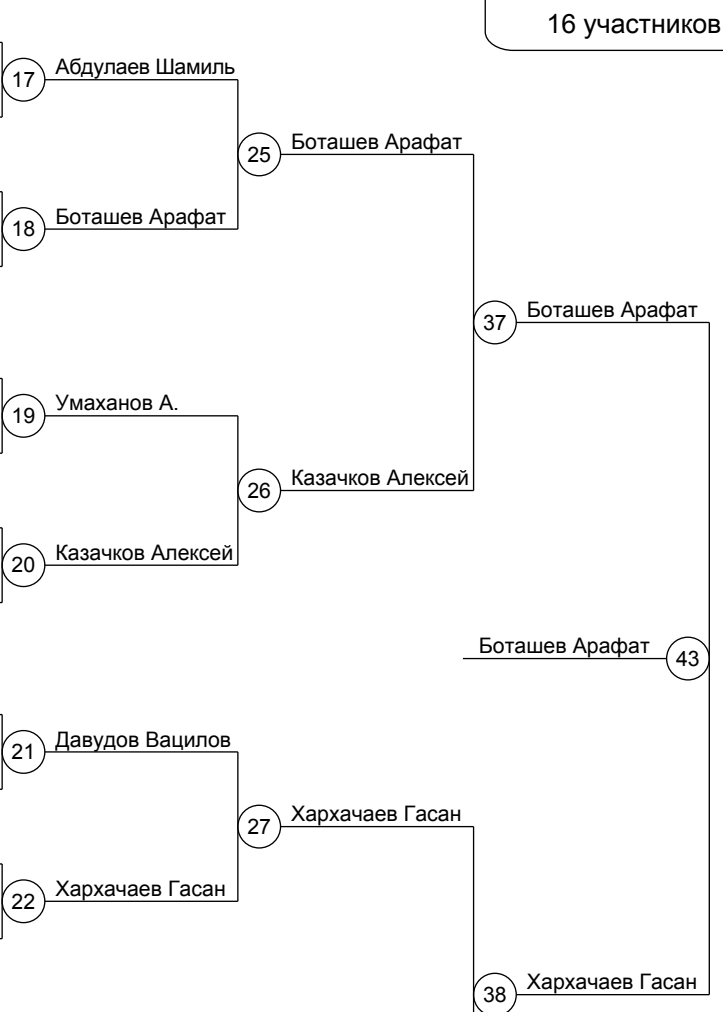 16 участников
17 Абдулаев Шамиль
25 Боташев Арафат
18 Боташев Арафат
37 Боташев Арафат
19 Умаханов А.
26 Казачков Алексей
20 Казачков Алексей
Боташев Арафат 43
21 Давудов Вацилов
27 Хархачаев Гасан
22 Хархачаев Гасан
38 Хархачаев Гасан